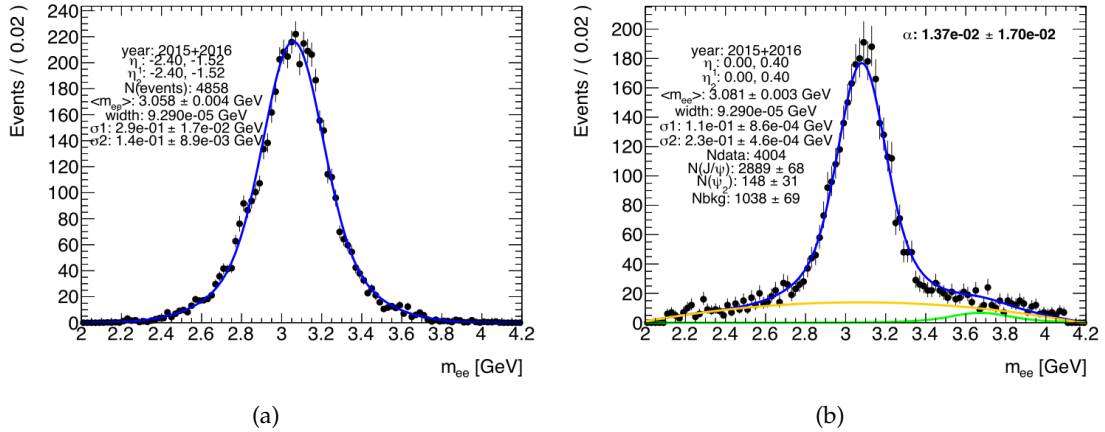 Events / ( 0.02 )
220
200
180
160
140
120
100
80
60
40
20
0
year: 2015+2016
η: -2.40, -1.52
η: -2.40, -1.52
N(events): 4858
<m_ee>: 3.058 ± 0.004 GeV
width: 9.290e-05 GeV
σ1: 2.9e-01 ± 1.7e-02 GeV
σ2: 1.4e-01 ± 8.9e-03 GeV
2 2.2 2.4 2.6 2.8 3 3.2 3.4 3.6 3.8 4 4.2
m_ee [GeV]
(a)
Events / ( 0.02 )
200
180
160
140
120
100
80
60
40
20
0
α: 1.37e-02 ± 1.70e-02
year: 2015+2016
η: 0.00, 0.40
η: 0.00, 0.40
<m_ee>: 3.081 ± 0.003 GeV
width: 9.290e-05 GeV
σ1: 1.1e-01 ± 8.6e-04 GeV
σ2: 2.3e-01 ± 4.6e-04 GeV
Ndata: 4004
N(J/ψ): 2889 ± 68
N(ψ₂): 148 ± 31
Nbkg: 1038 ± 69
2 2.2 2.4 2.6 2.8 3 3.2 3.4 3.6 3.8 4 4.2
m_ee [GeV]
(b)